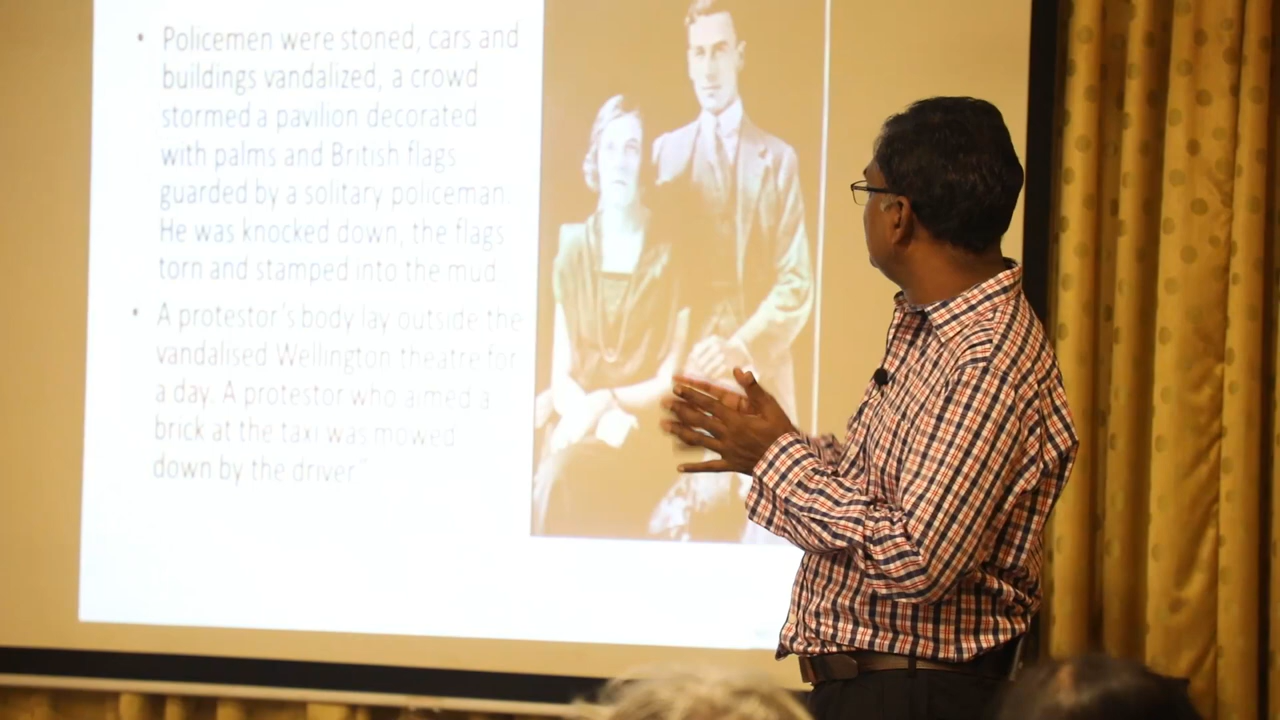 • Policemen were stoned, cars and
buildings vandalized, a crowd
stormed a pavilion decorated
with palms and British flags
guarded by a solitary policeman.
He was knocked down, the flags
torn and stamped into the mud.
• A protestor's body lay outside the
vandalised Wellington theatre for
a day. A protestor who aimed a
brick at the taxi was mowed
down by the driver"